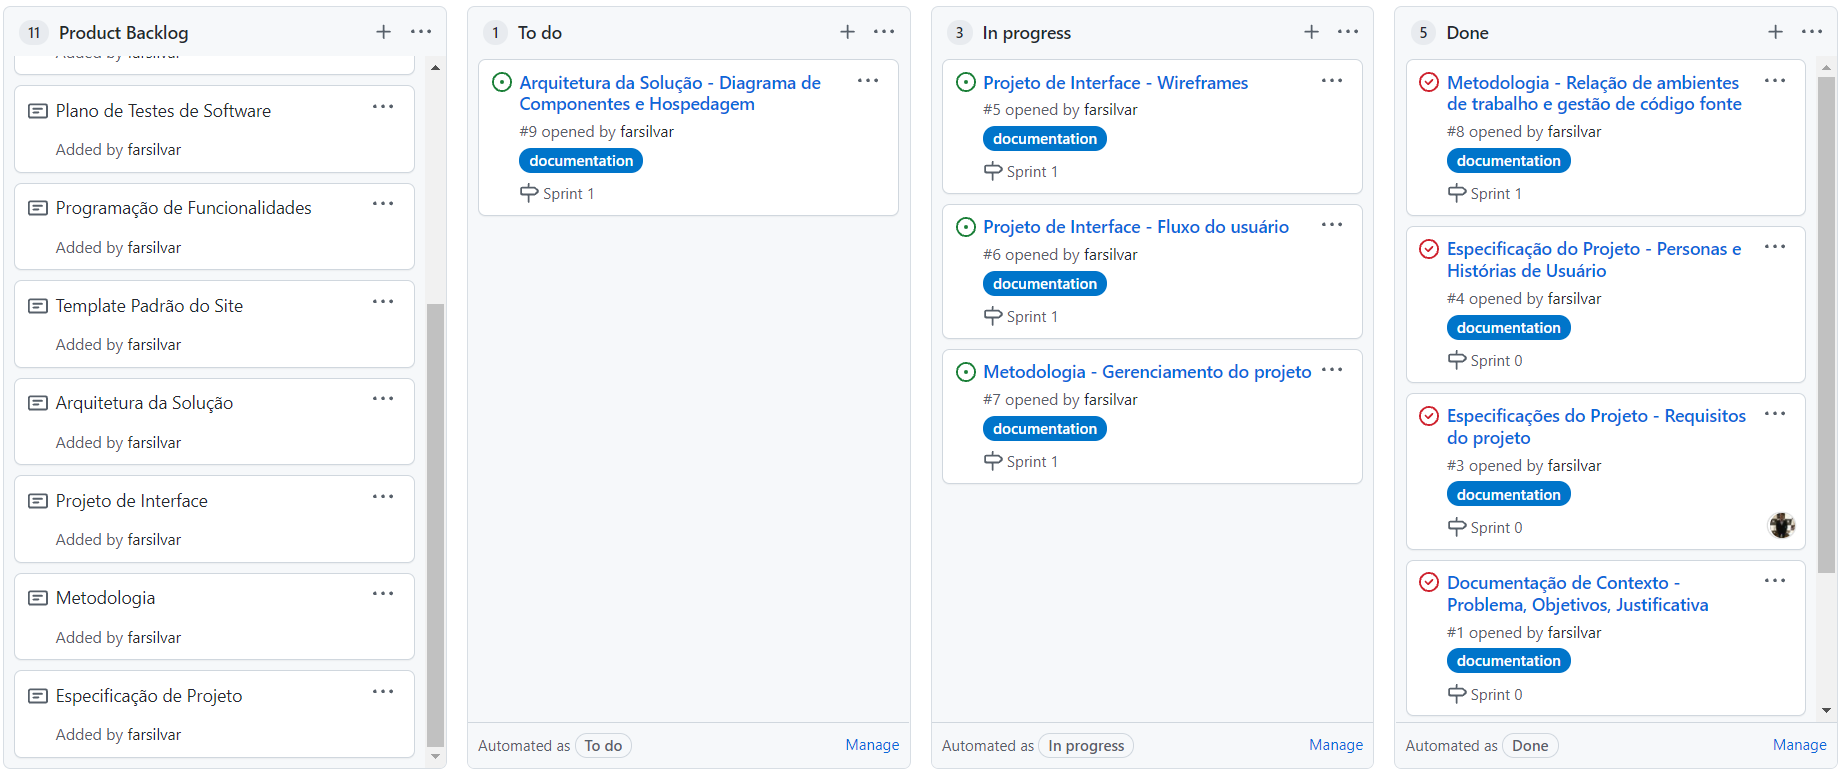 11 Product Backlog
Added by farsilvar
Plano de Testes de Software
Added by farsilvar
Programação de Funcionalidades
Added by farsilvar
Template Padrão do Site
Added by farsilvar
Arquitetura da Solução
Added by farsilvar
Projeto de Interface
Added by farsilvar
Metodologia
Added by farsilvar
Especificação de Projeto
Added by farsilvar
1 To do
Arquitetura da Solução - Diagrama de
Componentes e Hospedagem
#9 opened by farsilvar
documentation
Sprint 1
Automated as To do Manage
3 In progress
Projeto de Interface - Wireframes
#5 opened by farsilvar
documentation
Sprint 1
Projeto de Interface - Fluxo do usuário
#6 opened by farsilvar
documentation
Sprint 1
Metodologia - Gerenciamento do projeto
#7 opened by farsilvar
documentation
Sprint 1
Automated as In progress Manage
5 Done
Metodologia - Relação de ambientes
de trabalho e gestão de código fonte
#8 opened by farsilvar
documentation
Sprint 1
Especificação do Projeto - Personas e
Histórias de Usuário
#4 opened by farsilvar
documentation
Sprint 0
Especificações do Projeto - Requisitos
do projeto
#3 opened by farsilvar
documentation
Sprint 0
Documentação de Contexto -
Problema, Objetivos, Justificativa
#1 opened by farsilvar
documentation
Sprint 0
Automated as Done Manage